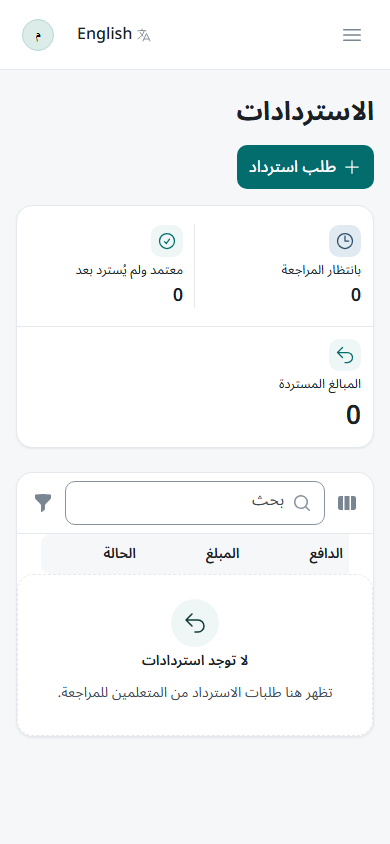 English
م
الاستردادات
طلب استرداد
بانتظار المراجعة
0
معتمد ولم يُسترد بعد
0
المبالغ المستردة
0
بحث
الدافع المبلغ الحالة
لا توجد استردادات
تظهر هنا طلبات الاسترداد من المتعلمين للمراجعة.